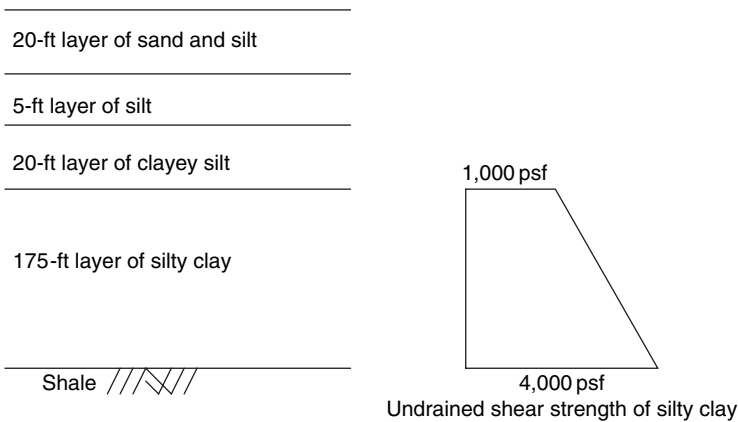 20-ft layer of sand and silt
5-ft layer of silt
20-ft layer of clayey silt
1,000 psf
175-ft layer of silty clay
Shale
4,000 psf
Undrained shear strength of silty clay